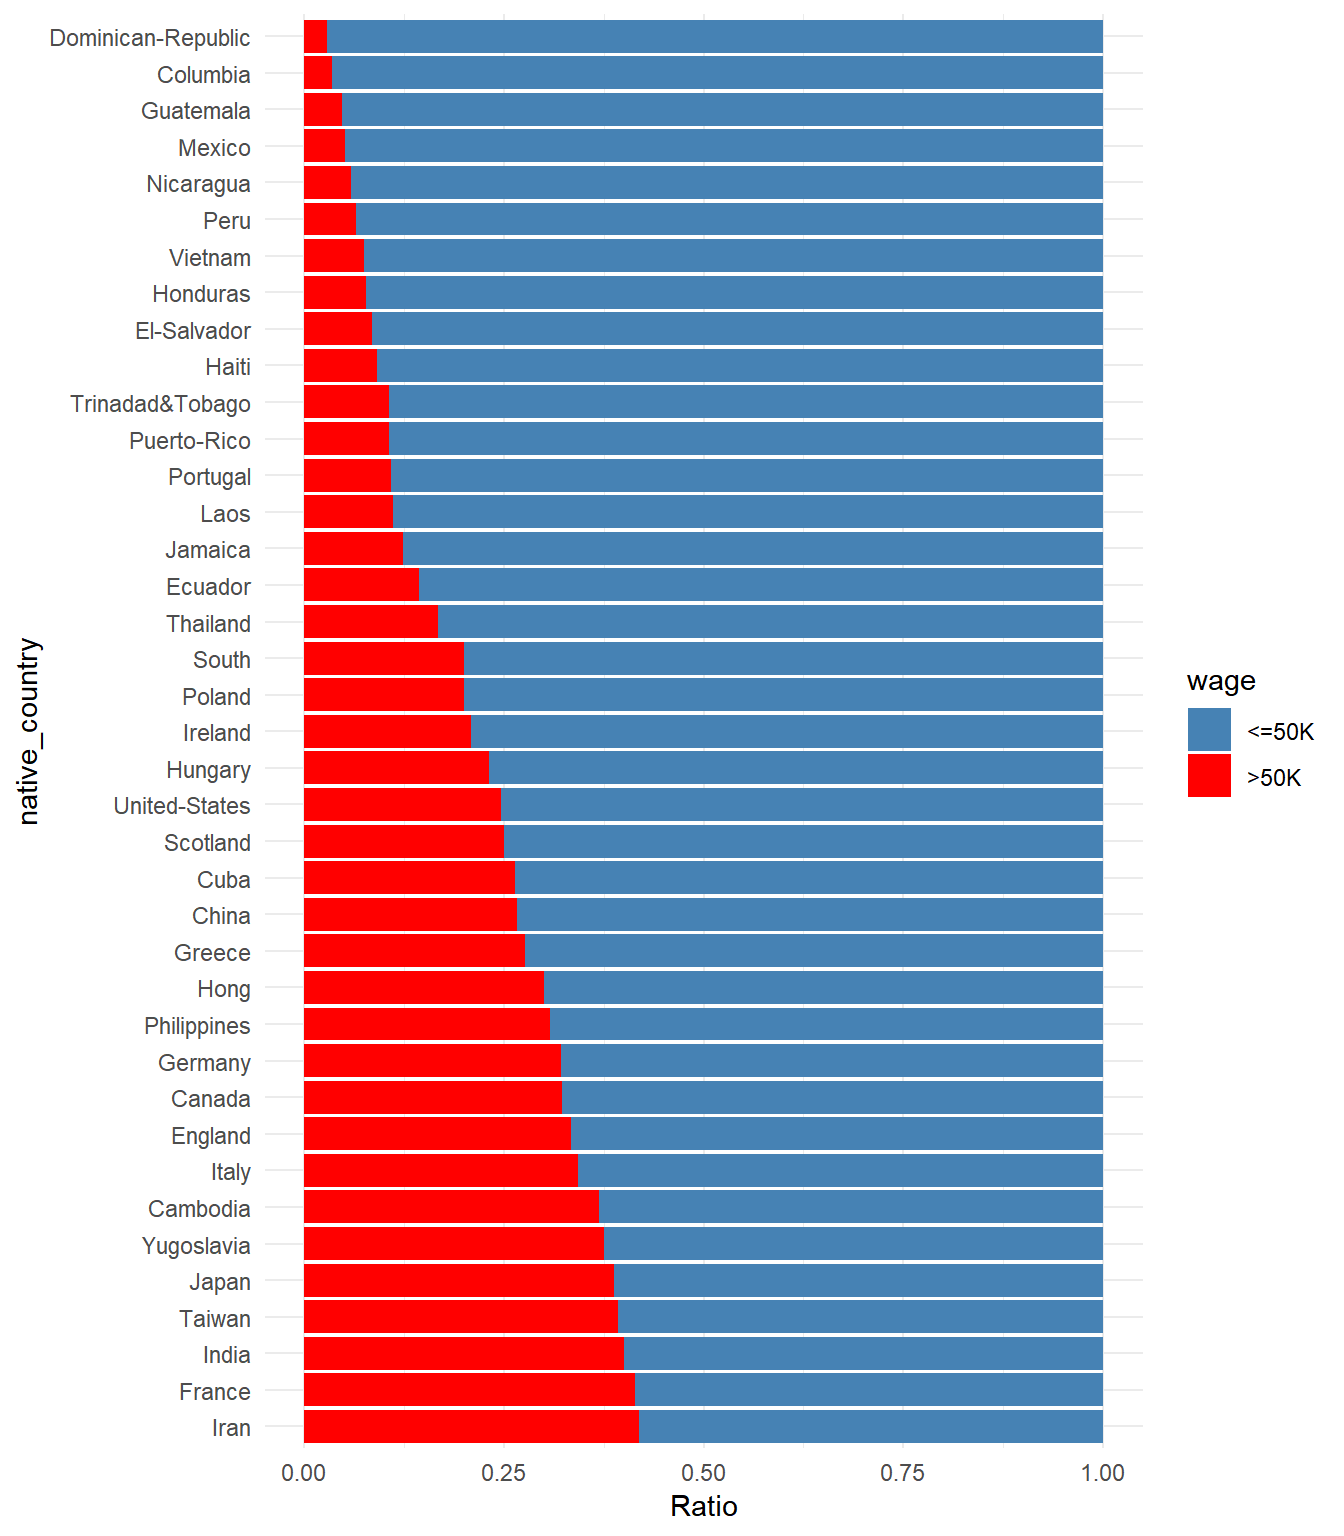 Dominican-Republic
Columbia
Guatemala
Mexico
Nicaragua
Peru
Vietnam
Honduras
El-Salvador
Haiti
Trinadad&Tobago
Puerto-Rico
Portugal
Laos
Jamaica
Ecuador
Thailand
South
Poland
Ireland
Hungary
United-States
Scotland
Cuba
China
Greece
Hong
Philippines
Germany
Canada
England
Italy
Cambodia
Yugoslavia
Japan
Taiwan
India
France
Iran
native_country
0.00 0.25 0.50 0.75 1.00
Ratio
wage
<=50K
>50K